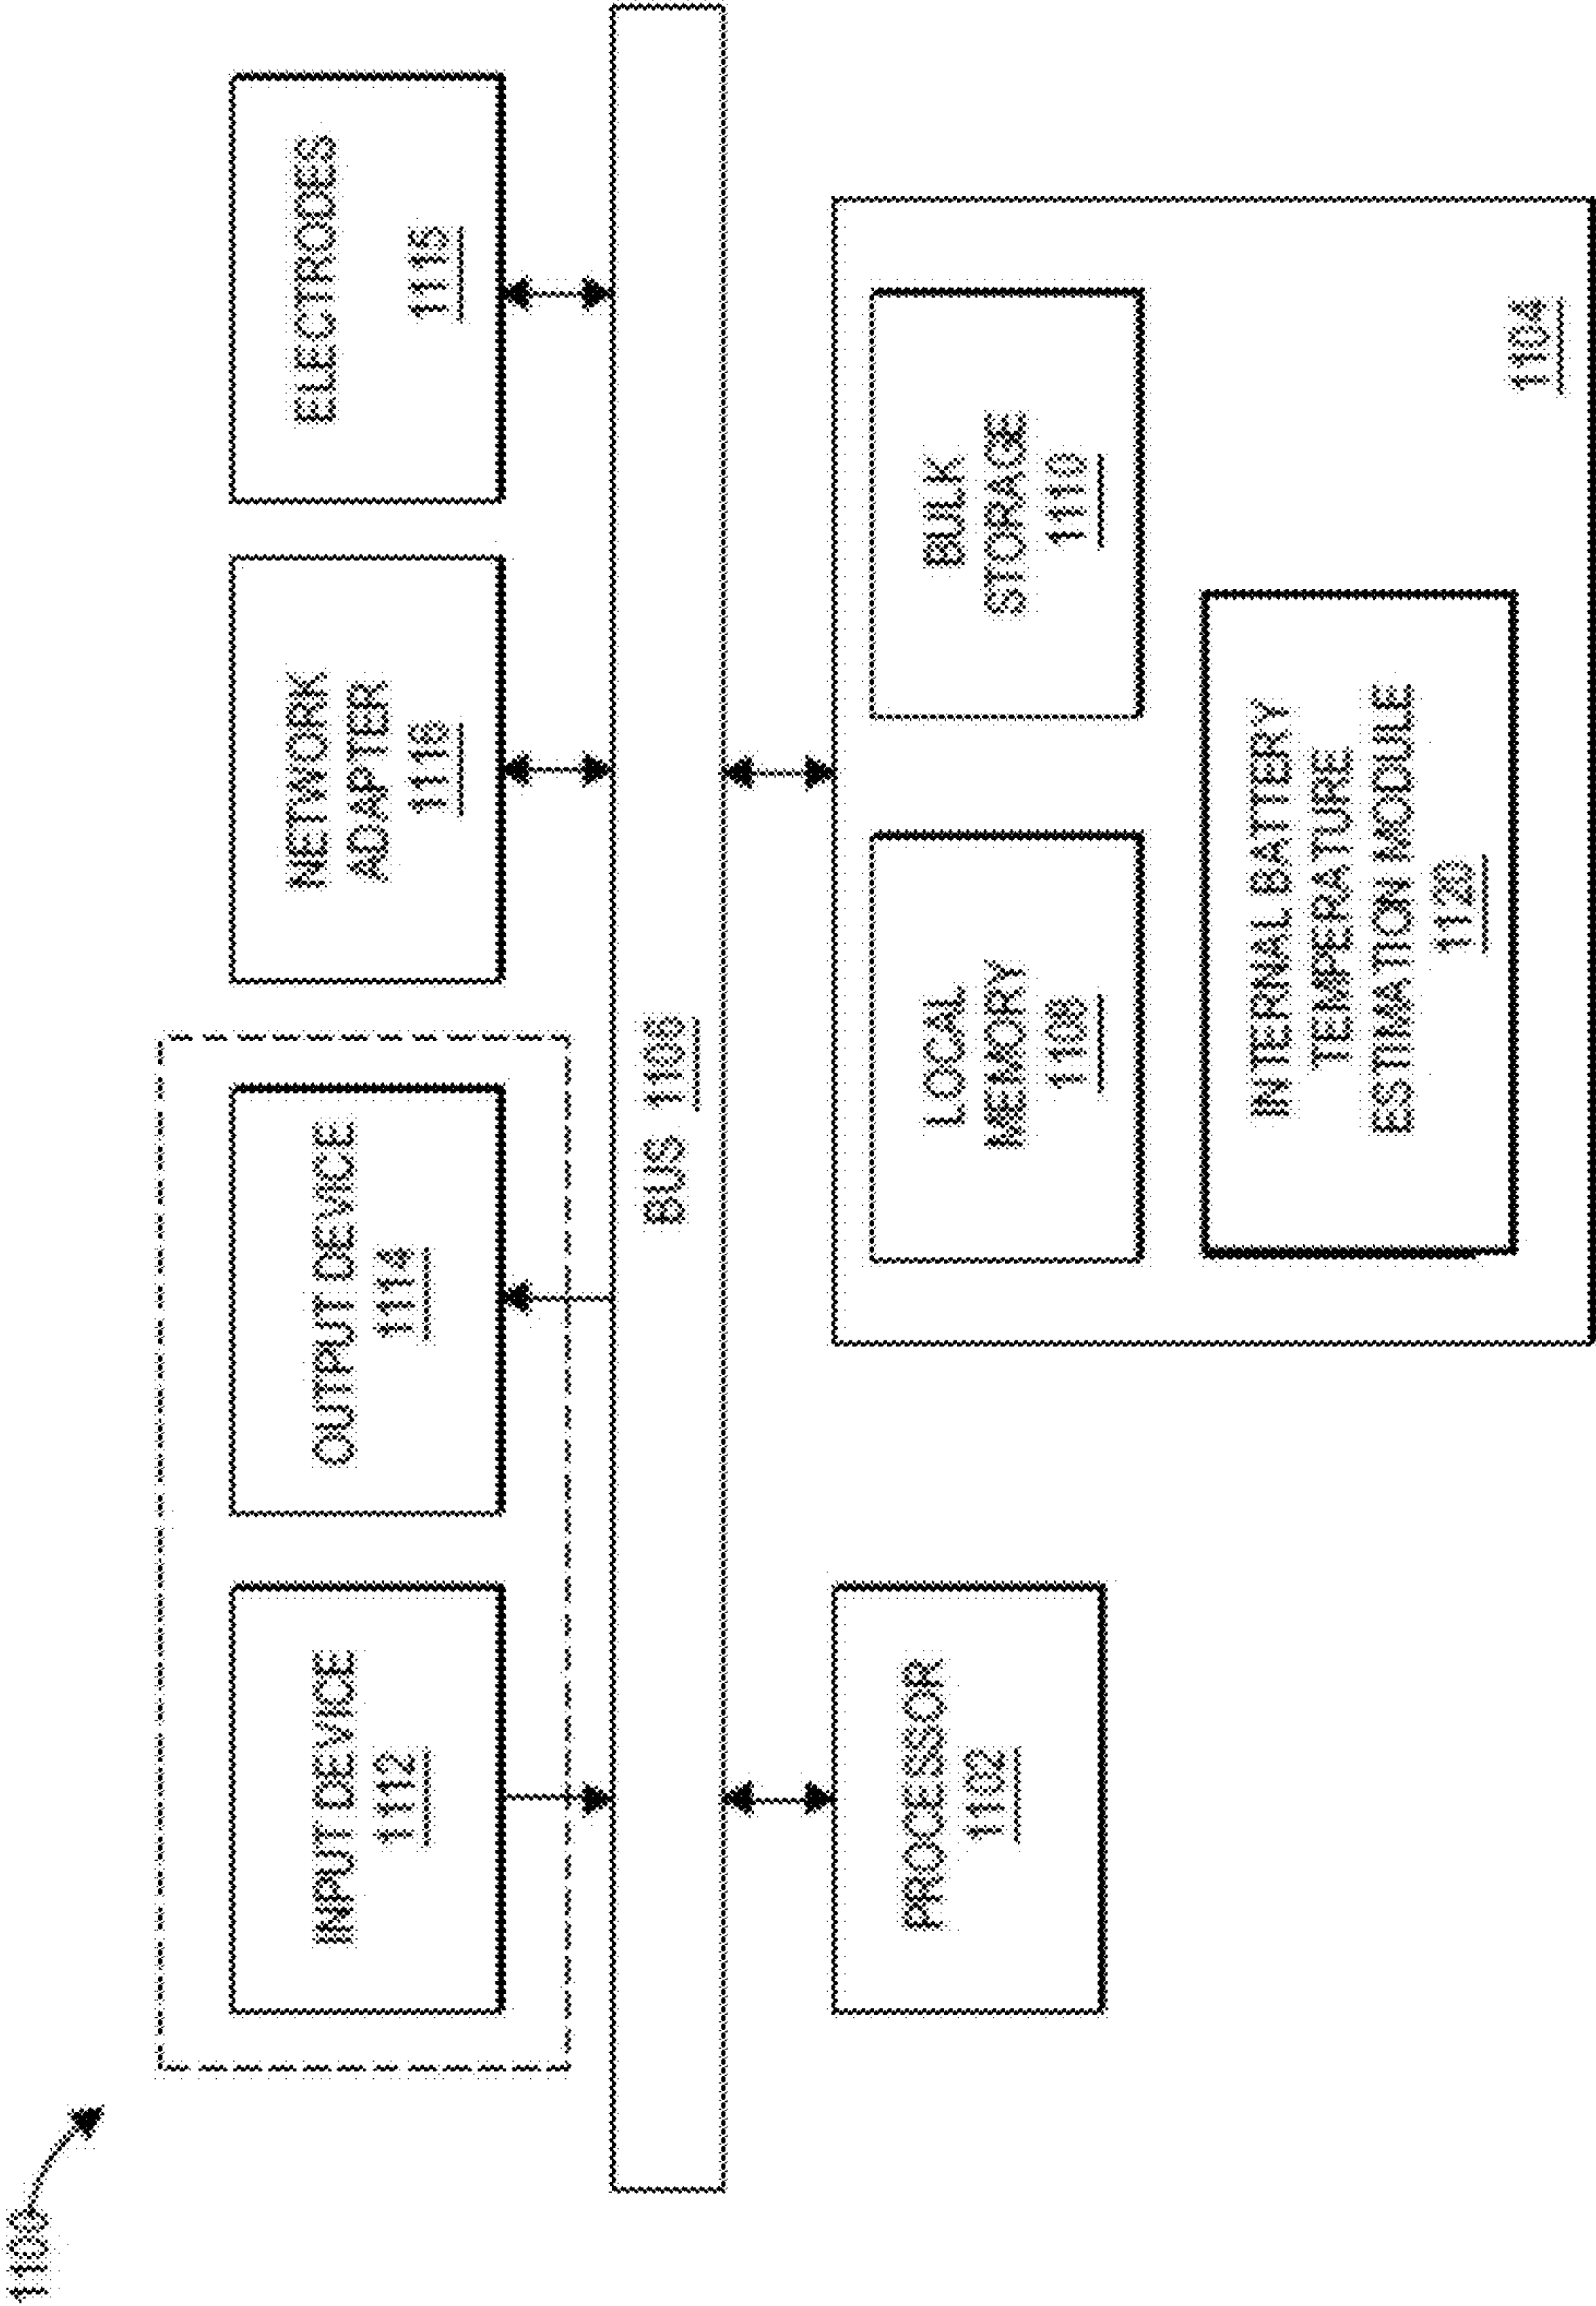 1100
INPUT DEVICE
1112
OUTPUT DEVICE
1114
NETWORK
ADAPTER
1116
ELECTRODES
1115
BUS 1106
PROCESSOR
1102
LOCAL
MEMORY
1108
BULK
STORAGE
1110
INTERNAL BATTERY
TEMPERATURE
ESTIMATION MODULE
1120
1104